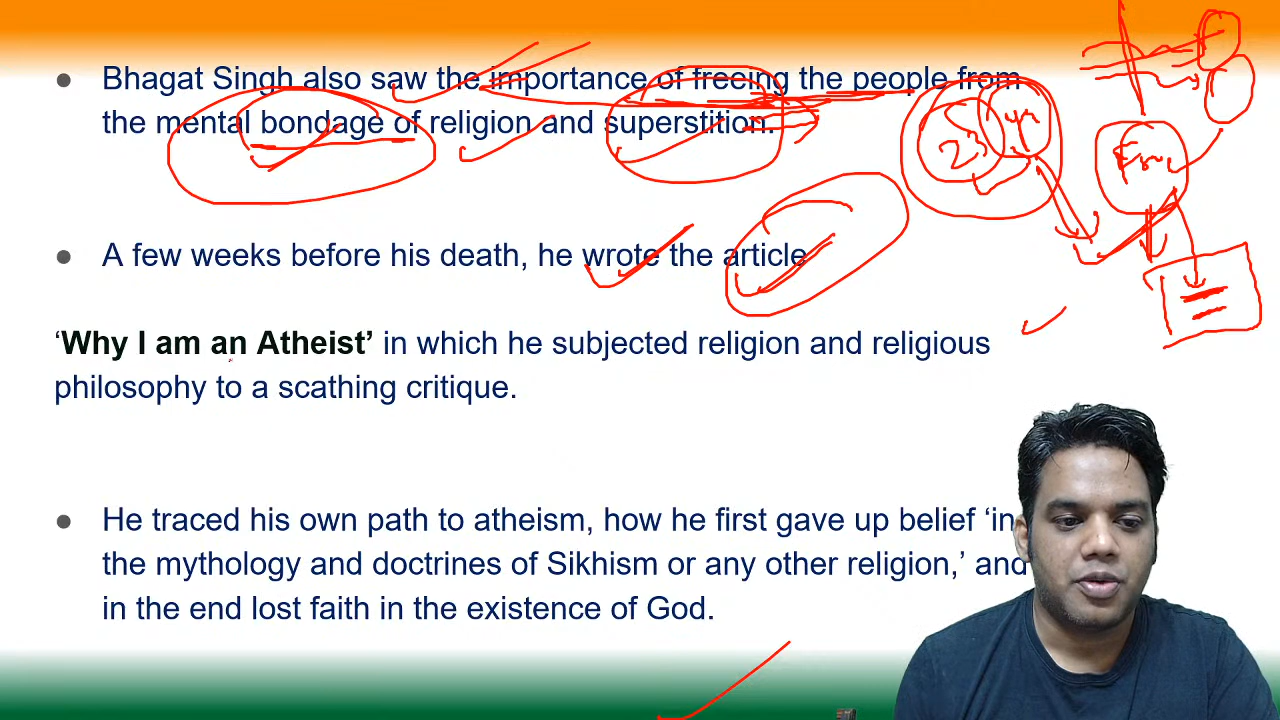 ● Bhagat Singh also saw the importance of freeing the people from
the mental bondage of religion and superstition.
23 yr
● A few weeks before his death, he wrote the article
‘Why I am an Atheist’ in which he subjected religion and religious
philosophy to a scathing critique.
● He traced his own path to atheism, how he first gave up belief ‘in
the mythology and doctrines of Sikhism or any other religion,’ and
in the end lost faith in the existence of God.